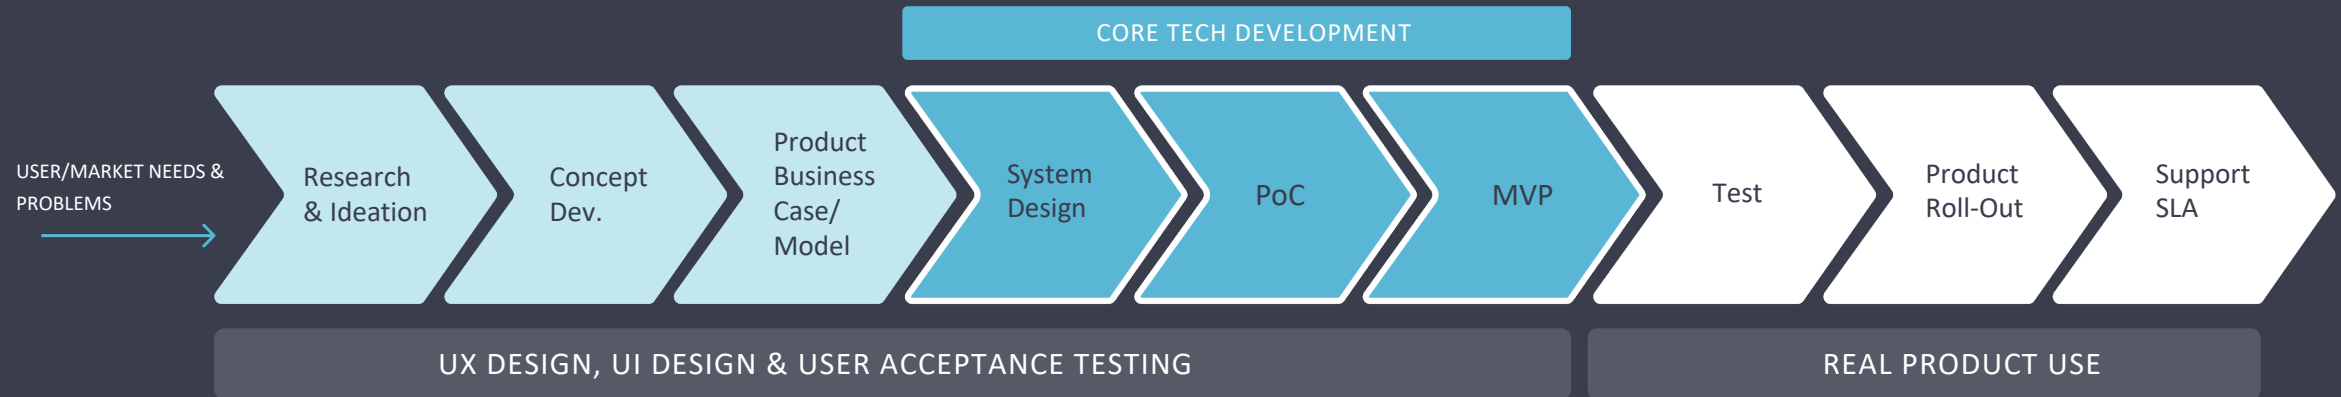 CORE TECH DEVELOPMENT
USER/MARKET NEEDS &
PROBLEMS
Research
& Ideation
Concept
Dev.
Product
Business
Case/
Model
System
Design
PoC
MVP
Test
Product
Roll-Out
Support
SLA
UX DESIGN, UI DESIGN & USER ACCEPTANCE TESTING
REAL PRODUCT USE